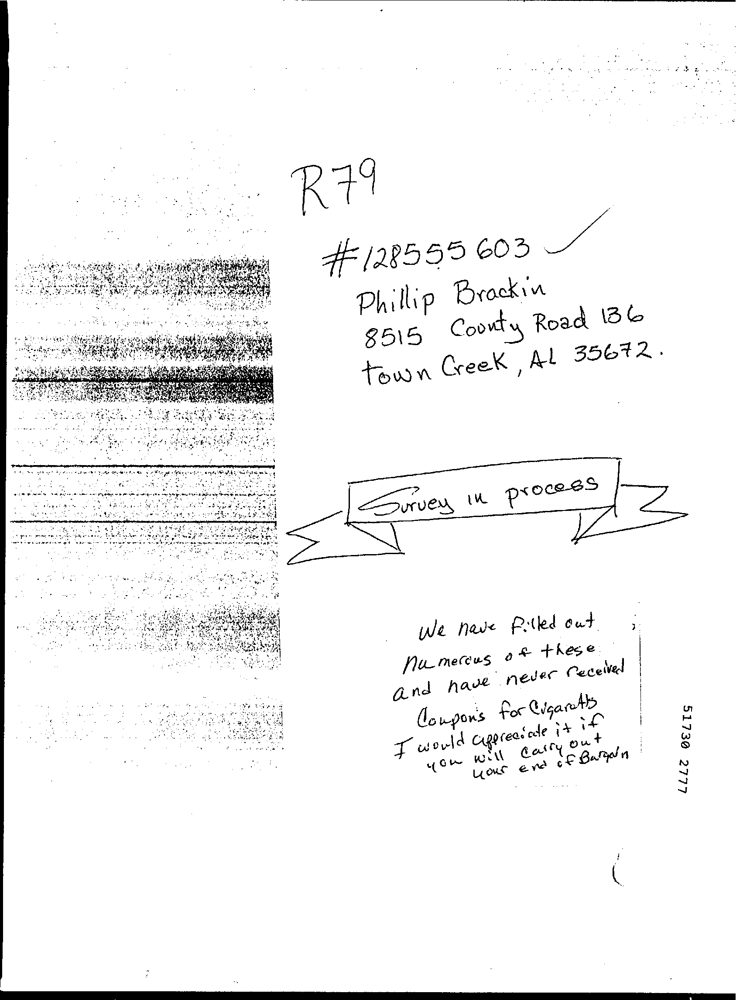 R79
#128555603
Phillip Brackin
8515 County Road 136
Town Creek, AL 35672.
Survey in process
We have filled out
numerous of these
and have never received
Coupons for Cigaretts
I would appreciate it if
you will carry out
your end of Bargain
51730 2777